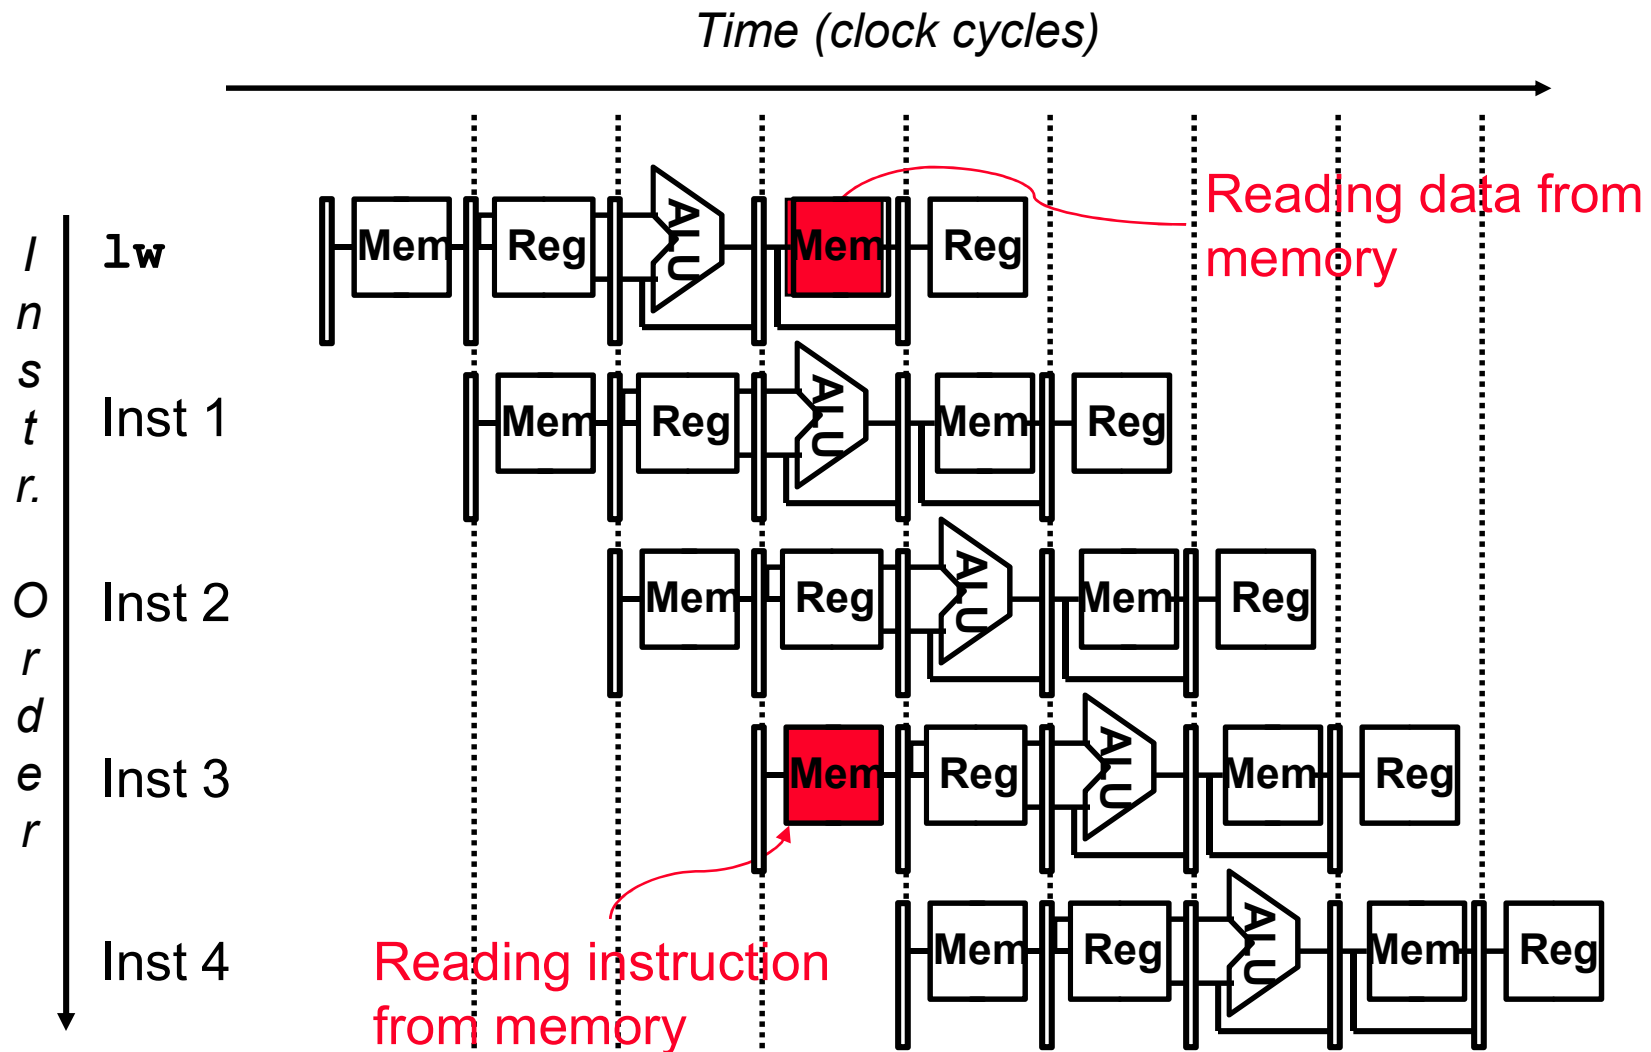 Time (clock cycles)
Instr. Order
lw
Mem Reg ALU Mem Reg
Reading data from
memory
Inst 1
Mem Reg ALU Mem Reg
Inst 2
Mem Reg ALU Mem Reg
Inst 3
Mem Reg ALU Mem Reg
Inst 4
Mem Reg ALU Mem Reg
Reading instruction
from memory